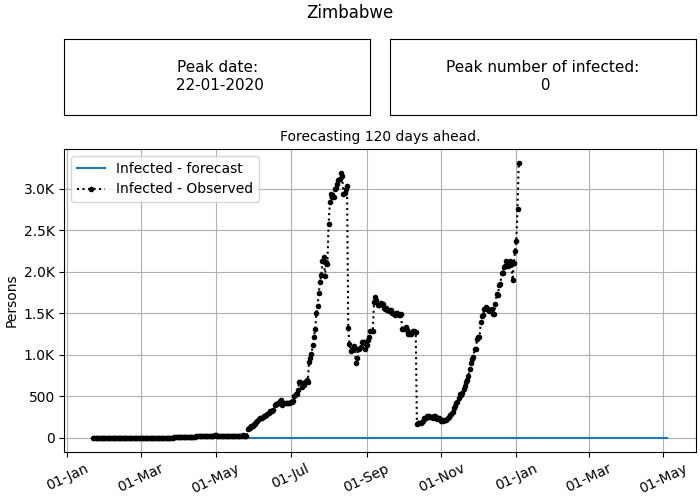 Zimbabwe
Peak date:
22-01-2020
Peak number of infected:
0
Forecasting 120 days ahead.
Infected - forecast
Infected - Observed
3.0K
2.5K
2.0K
1.5K
1.0K
500
0
Persons
01-Jan
01-Mar
01-May
01-Jul
01-Sep
01-Nov
01-Jan
01-Mar
01-May